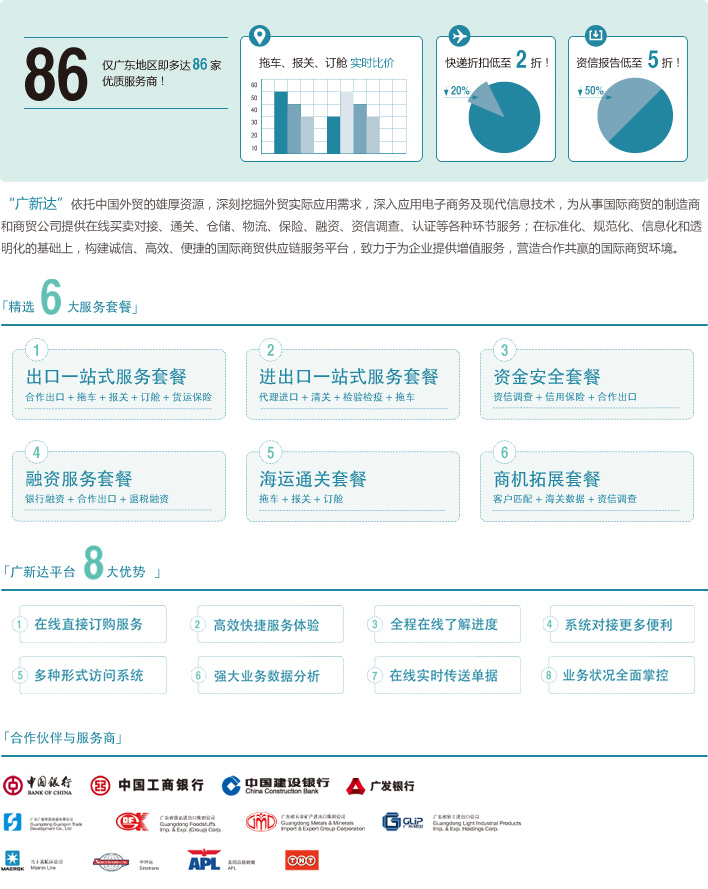 86
仅广东地区即多达 86 家
优质服务商！
拖车、报关、订舱 实时比价
60
50
40
30
20
10
快递折扣低至 2 折！
20%
资信报告低至 5 折！
50%
“广新达”依托中国外贸的雄厚资源，深刻挖掘外贸实际应用需求，深入应用电子商务及现代信息技术，为从事国际商贸的制造商
和商贸公司提供在线买卖对接、通关、仓储、物流、保险、融资、资信调查、认证等各种环节服务；在标准化、规范化、信息化和透
明化的基础上，构建诚信、高效、便捷的国际商贸供应链服务平台，致力于为企业提供增值服务，营造合作共赢的国际商贸环境。
「精选 6 大服务套餐」
1
出口一站式服务套餐
合作出口 + 拖车 + 报关 + 订舱 + 货运保险
2
进出口一站式服务套餐
代理进口 + 清关 + 检验检疫 + 拖车
3
资金安全套餐
资信调查 + 信用保险 + 合作出口
4
融资服务套餐
银行融资 + 合作出口 + 退税融资
5
海运通关套餐
拖车 + 报关 + 订舱
6
商机拓展套餐
客户匹配 + 海关数据 + 资信调查
「广新达平台 8 大优势 」
1 在线直接订购服务
2 高效快捷服务体验
3 全程在线了解进度
4 系统对接更多便利
5 多种形式访问系统
6 强大业务数据分析
7 在线实时传送单据
8 业务状况全面掌控
「合作伙伴与服务商」
中国银行
BANK OF CHINA
中国工商银行
中国建设银行
China Construction Bank
广发银行
Guangdong Guangxin Trade
Development Co., Ltd
广东省食品进出口集团公司
Guangdong Foodstuffs
Imp. & Exp. (Group) Corp.
广东省五金矿产进出口集团公司
Guangdong Metals & Minerals
Import & Export Group Corporation
GLIP
广东省轻工进出口公司
Guangdong Light Industrial Products
Imp. & Exp. Holdings Corp.
MAERSK
马士基航运公司
Maersk Line
中外运
Sinotrans
APL
美国总统轮船
APL
TNT